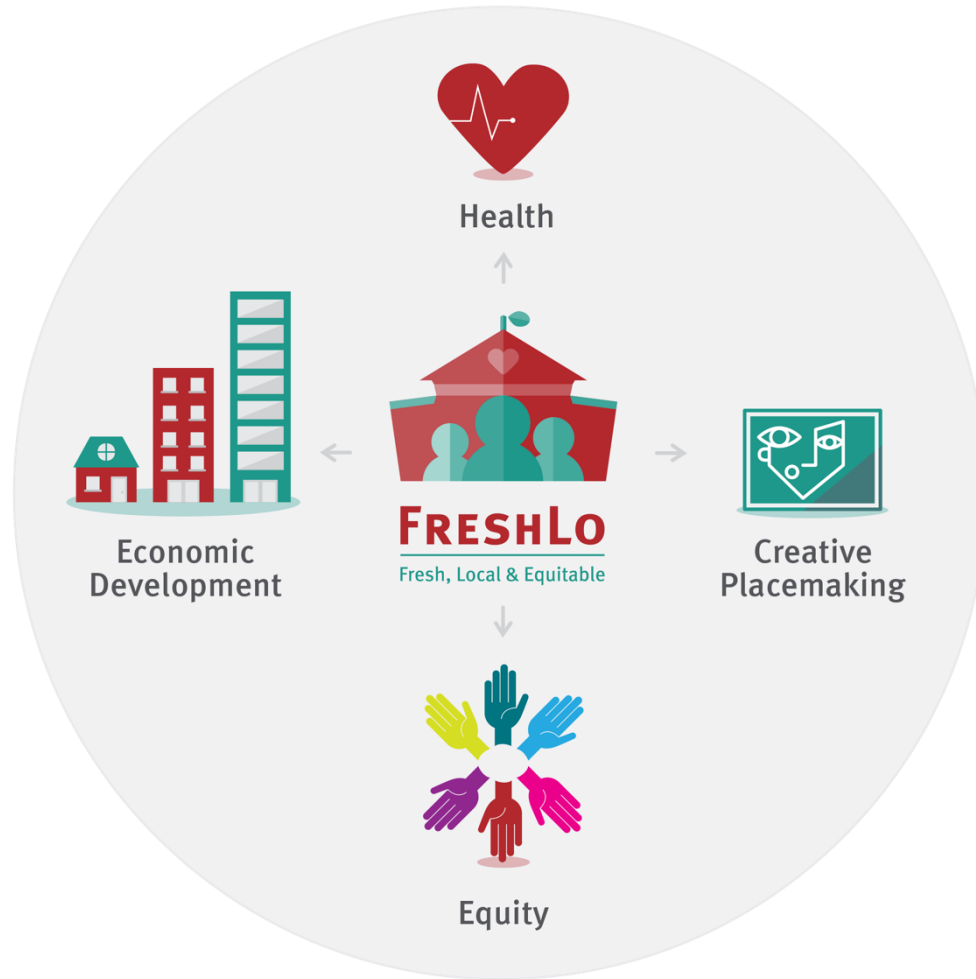 Health
Economic
Development
FRESHLO
Fresh, Local & Equitable
Creative
Placemaking
Equity